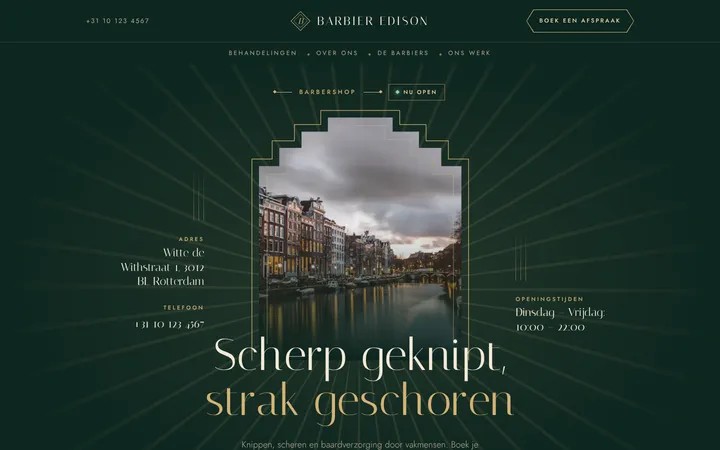 +31 10 123 4567
BARBIER EDISON
BOEK EEN AFSPRAAK
BEHANDELINGEN
OVER ONS
DE BARBIERS
ONS WERK
BARBERSHOP
NU OPEN
ADRES
Witte de
Withstraat 1, 3012
BL Rotterdam
TELEFOON
+31 10 123 4567
OPENINGSTIJDEN
Dinsdag – Vrijdag:
10:00 – 22:00
Scherp geknipt,
strak geschoren
Knippen, scheren en baardverzorging door vakmensen. Boek je